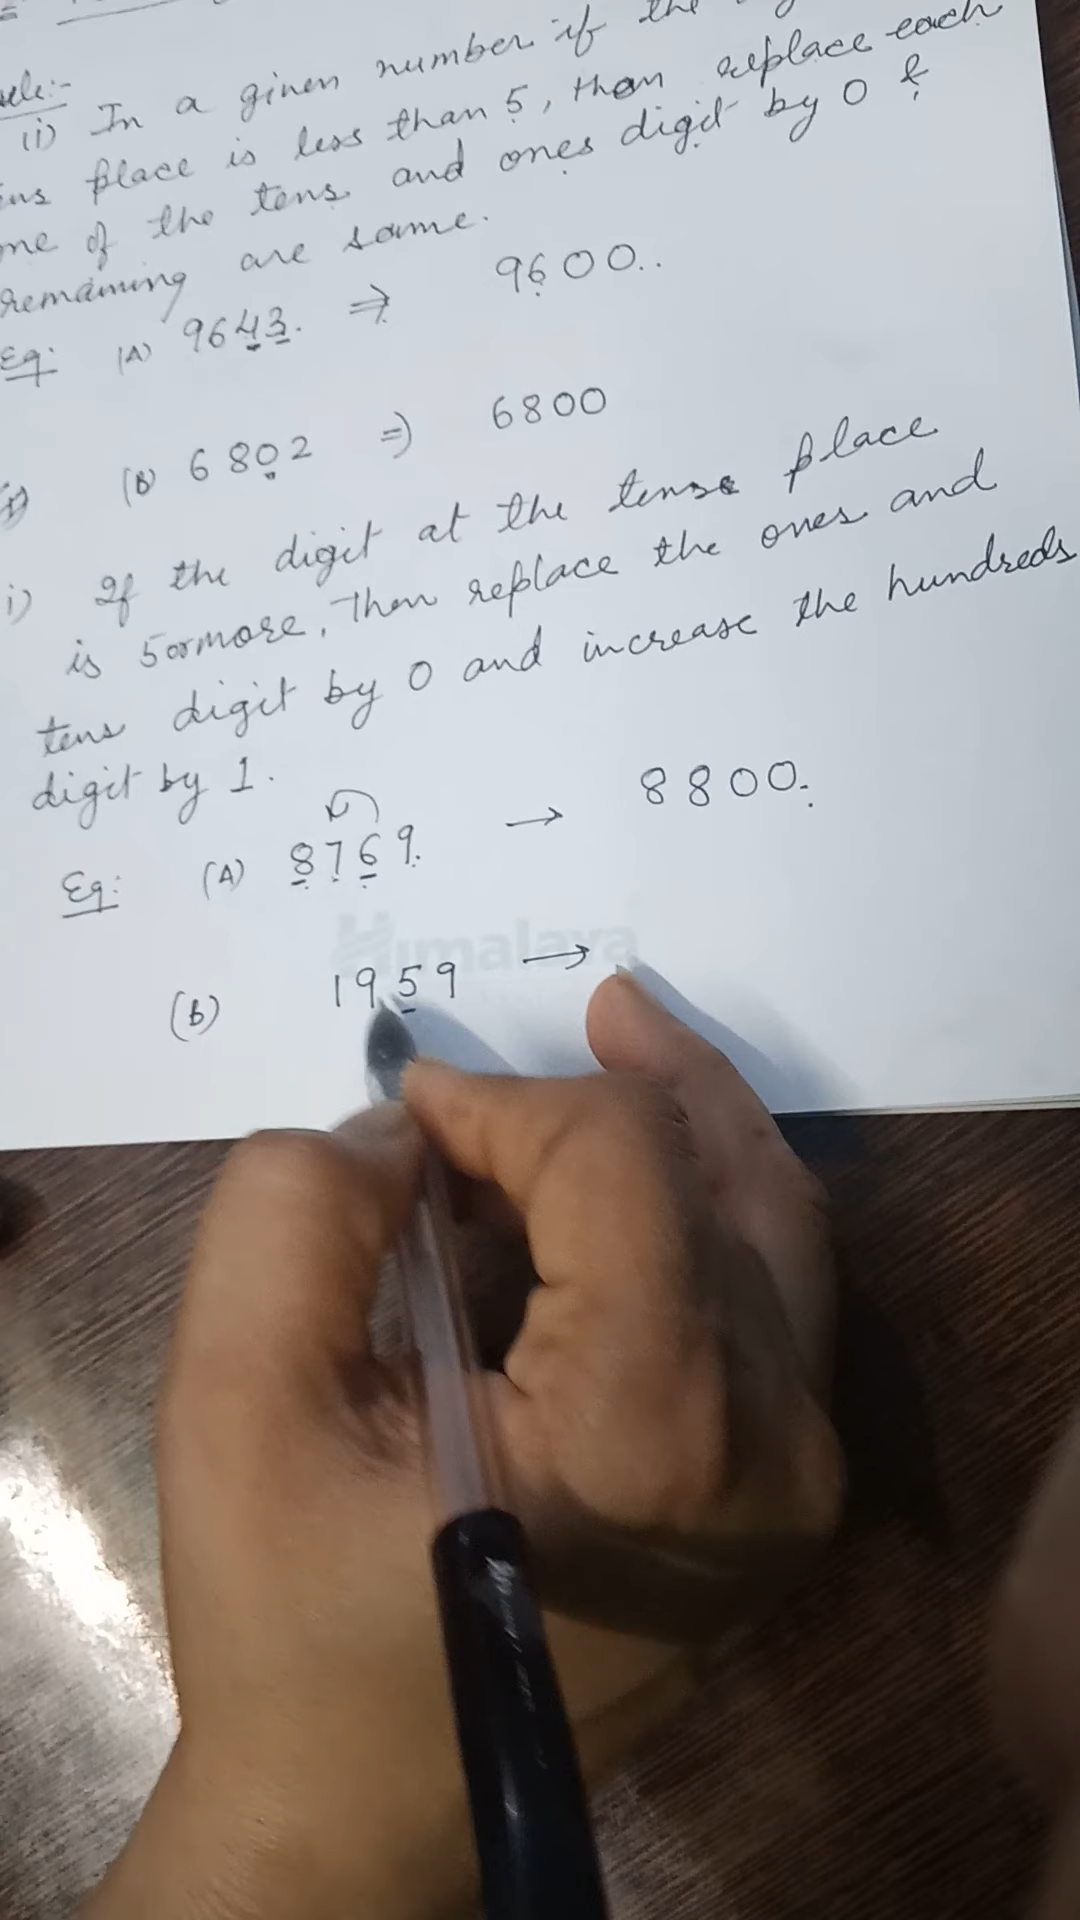 (i) In a given number if the
place is less than 5, then replace each
of the tens and ones digit by 0 &
remaining are same.
Eg: (A) 9643. ⇒ 9600..
(B) 6802 ⇒ 6800
i) If the digit at the tens place
is 5 or more, Then replace the ones and
tens digit by 0 and increase the hundreds
digit by 1.
Eg: (A) 8769. → 8800.
Himalaya
(b) 1959 →